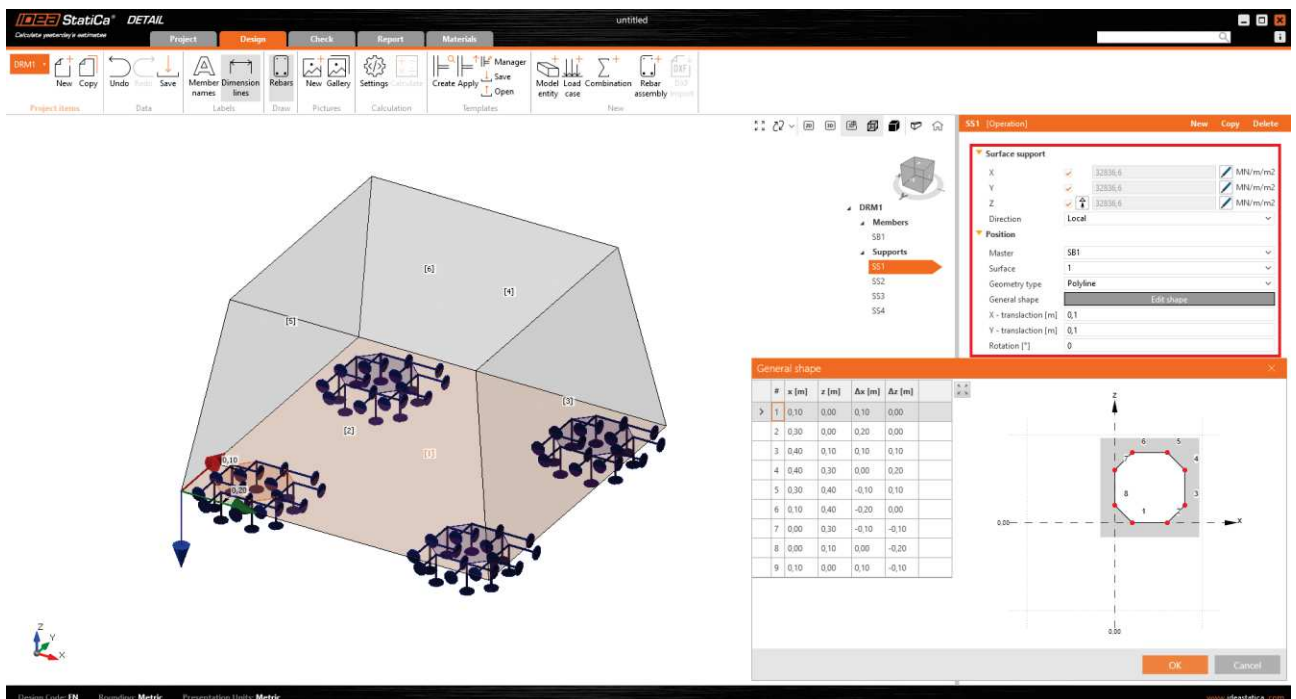 IDEA StatiCa® DETAIL
untitled
Calculate yesterday's estimates
Project Design Check Report Materials
DRM1
New Copy Undo Redo Save Member names Dimension lines Rebars New Gallery Settings Calculate Create Apply Manager Save Open Model entity Load case Combination Rebar assembly DXF Import
Project items Data Labels Draw Pictures Calculation Templates New
SS1 [Operation] New Copy Delete
Surface support
X 32836,6 MN/m/m2
Y 32836,6 MN/m/m2
Z 32836,6 MN/m/m2
Direction Local
Position
Master SB1
Surface 1
Geometry type Polyline
General shape Edit shape
X - translaction [m] 0,1
Y - translaction [m] 0,1
Rotation [°] 0
DRM1
Members
SB1
Supports
SS1
SS2
SS3
SS4
[6]
[4]
[5]
[3]
[2]
[1]
0,10
0,20
Z
Y
X
General shape
# x [m] z [m] Δx [m] Δz [m]
1 0,10 0,00 0,10 0,00
2 0,30 0,00 0,20 0,00
3 0,40 0,10 0,10 0,10
4 0,40 0,30 0,00 0,20
5 0,30 0,40 -0,10 0,10
6 0,10 0,40 -0,20 0,00
7 0,00 0,30 -0,10 -0,10
8 0,00 0,10 0,00 -0,20
9 0,10 0,00 0,10 -0,10
Z
6 5
7 4
8 3
1 2
0,00 X
0,00
OK Cancel
Design Code: EN Rounding: Metric Presentation Units: Metric
www.ideastatica.com